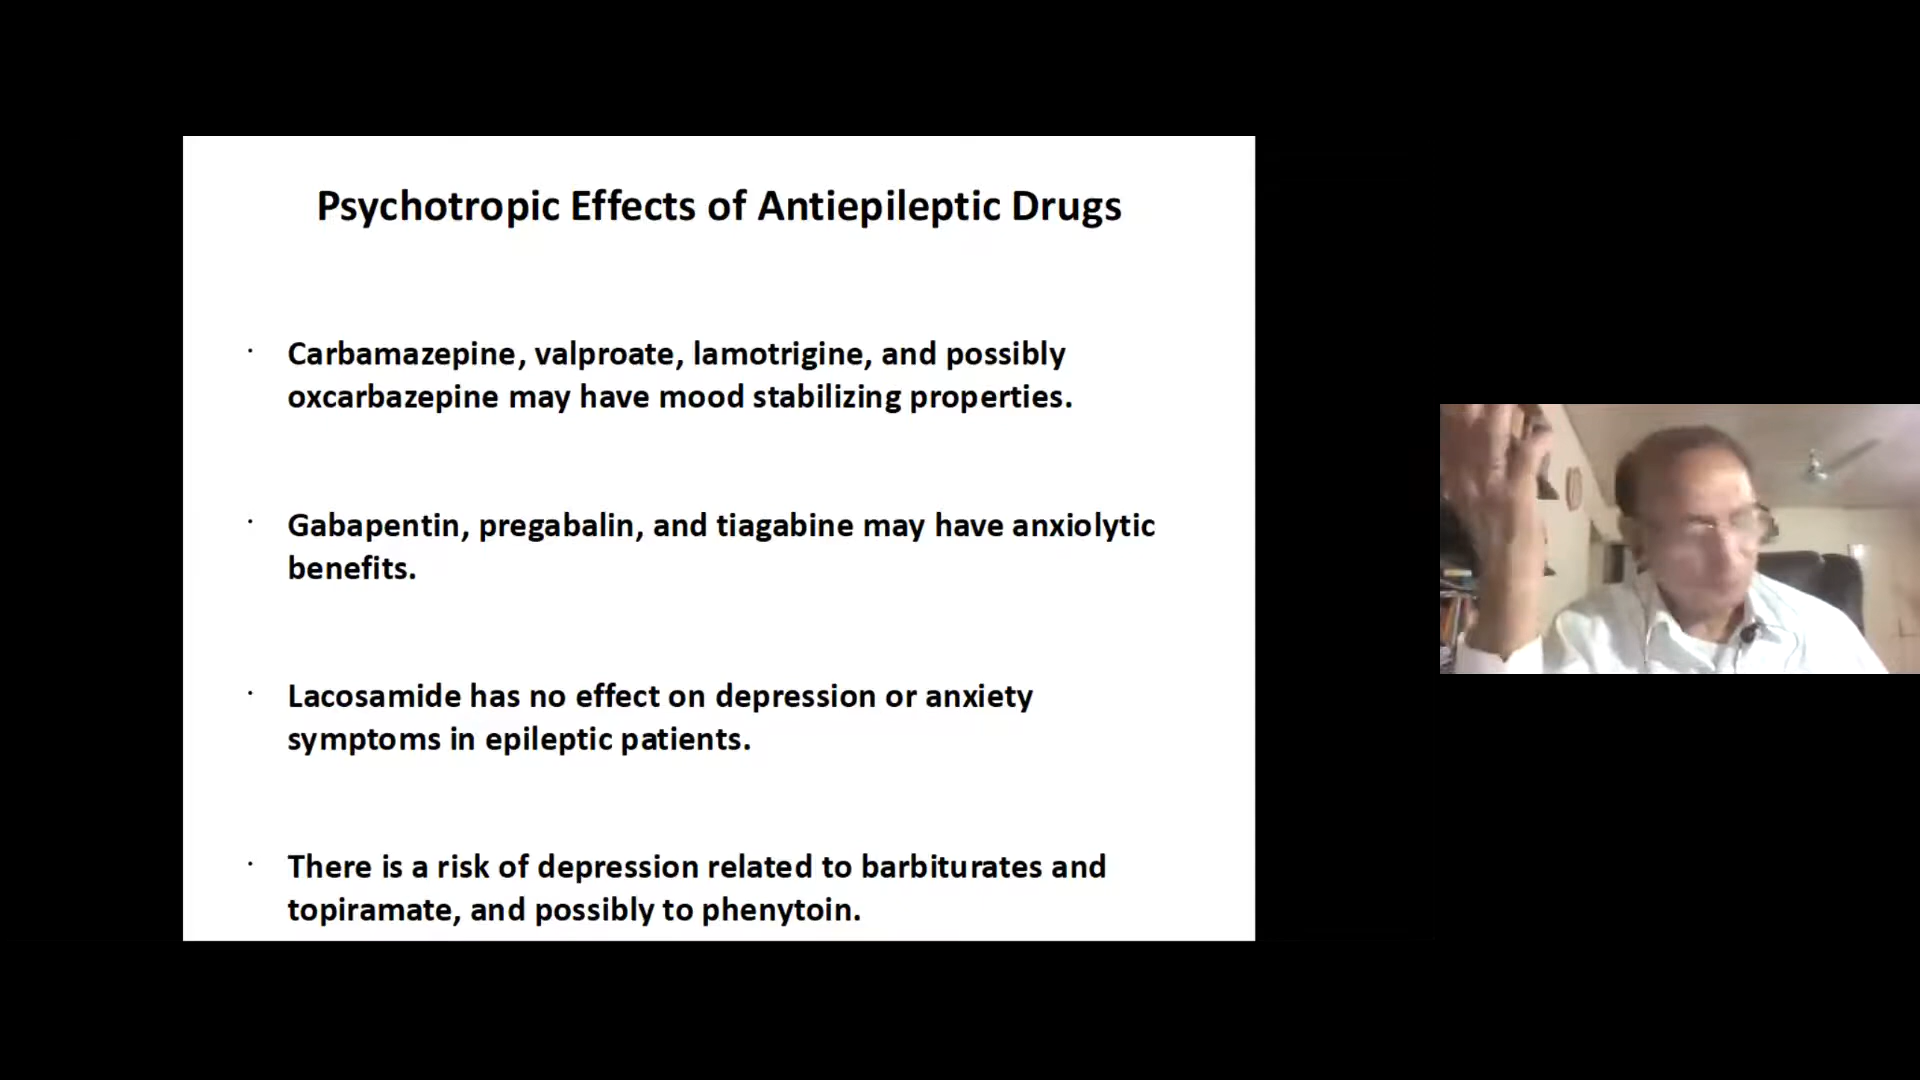 Psychotropic Effects of Antiepileptic Drugs
· Carbamazepine, valproate, lamotrigine, and possibly
oxcarbazepine may have mood stabilizing properties.
· Gabapentin, pregabalin, and tiagabine may have anxiolytic
benefits.
· Lacosamide has no effect on depression or anxiety
symptoms in epileptic patients.
· There is a risk of depression related to barbiturates and
topiramate, and possibly to phenytoin.